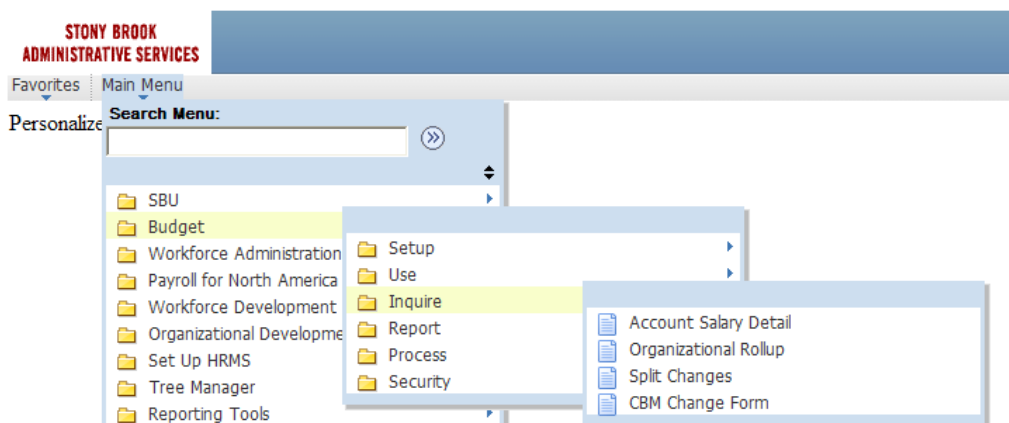 STONY BROOK
ADMINISTRATIVE SERVICES
Favorites Main Menu
Personalize
Search Menu:
SBU
Budget
Workforce Administration
Payroll for North America
Workforce Development
Organizational Developme
Set Up HRMS
Tree Manager
Reporting Tools
Setup
Use
Inquire
Report
Process
Security
Account Salary Detail
Organizational Rollup
Split Changes
CBM Change Form